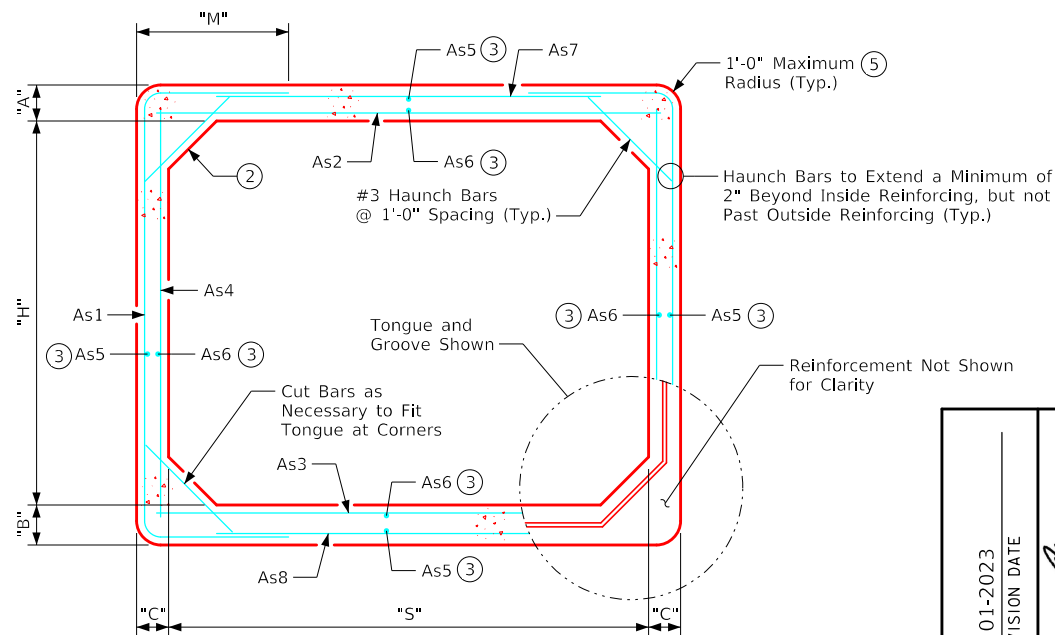 "M"
As5 ③
As7
1'-0" Maximum ⑤
Radius (Typ.)
"A"
As2
As6 ③
②
#3 Haunch Bars
@ 1'-0" Spacing (Typ.)
Haunch Bars to Extend a Minimum of
2" Beyond Inside Reinforcing, but not
Past Outside Reinforcing (Typ.)
"H"
As4
As1
③ As6
As5 ③
Tongue and
Groove Shown
③ As5
As6 ③
Reinforcement Not Shown
for Clarity
Cut Bars as
Necessary to Fit
Tongue at Corners
As3
As6 ③
"B"
As8
As5 ③
"C"
"S"
"C"
01-2023
VISION DATE